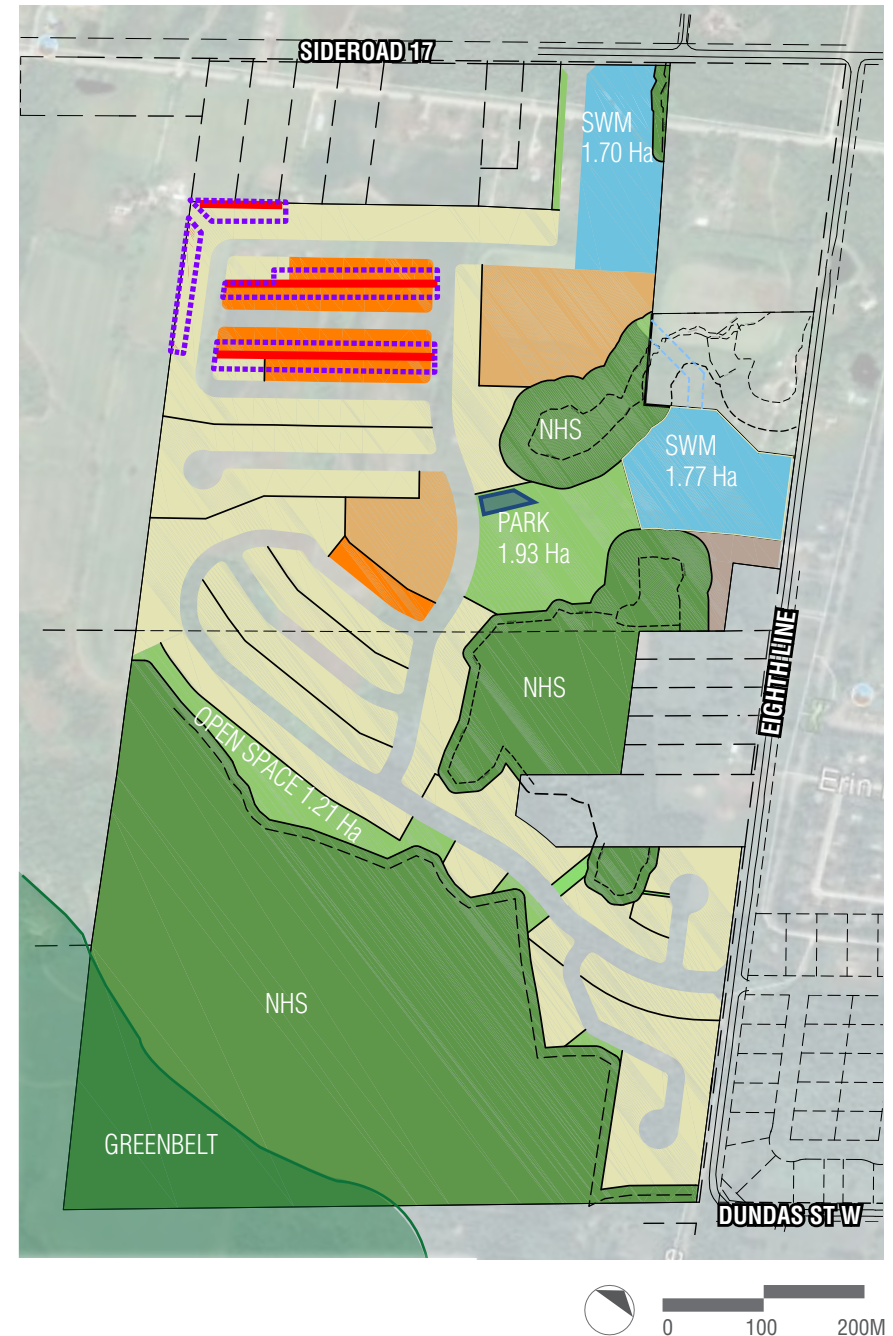 SIDEROAD 17
SWM
1.70 Ha
NHS
SWM
1.77 Ha
PARK
1.93 Ha
EIGHTH LINE
NHS
OPEN SPACE 1.21 Ha
Erin
NHS
GREENBELT
DUNDAS ST W
0 100 200M